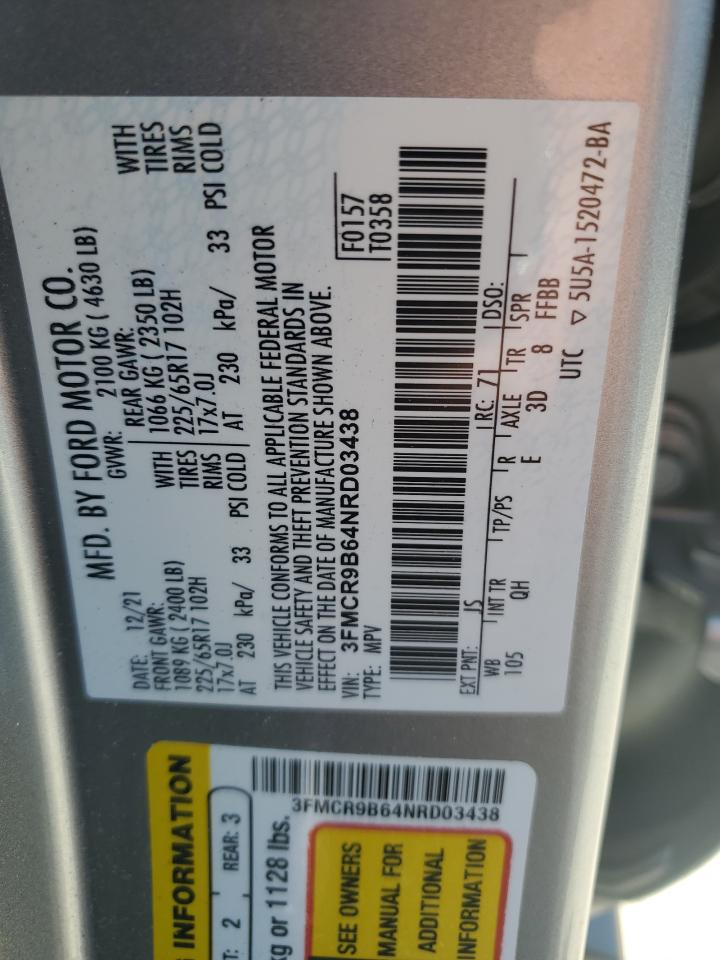 MFD. BY FORD MOTOR CO.
DATE: 12/21 GVWR: 2100 KG ( 4630 LB)
FRONT GAWR: REAR GAWR:
1089 KG ( 2400 LB) WITH 1066 KG ( 2350 LB) WITH
225/65R17 102H TIRES 225/65R17 102H TIRES
17x7.0J RIMS 17x7.0J RIMS
AT 230 kPa/ 33 PSI COLD AT 230 kPa/ 33 PSI COLD
THIS VEHICLE CONFORMS TO ALL APPLICABLE FEDERAL MOTOR
VEHICLE SAFETY AND THEFT PREVENTION STANDARDS IN
EFFECT ON THE DATE OF MANUFACTURE SHOWN ABOVE.
VIN: 3FMCR9B64NRD03438 F0157
TYPE: MPV T0358
EXT PNT: JS RC: 71 DSO:
WB INT TR TP/PS R AXLE TR SPR
105 QH E 3D 8 FFBB
UTC ▽ 5U5A-1520472-BA
INFORMATION
2 REAR: 3
kg or 1128 lbs.
3FMCR9B64NRD03438
SEE OWNERS
MANUAL FOR
ADDITIONAL
INFORMATION